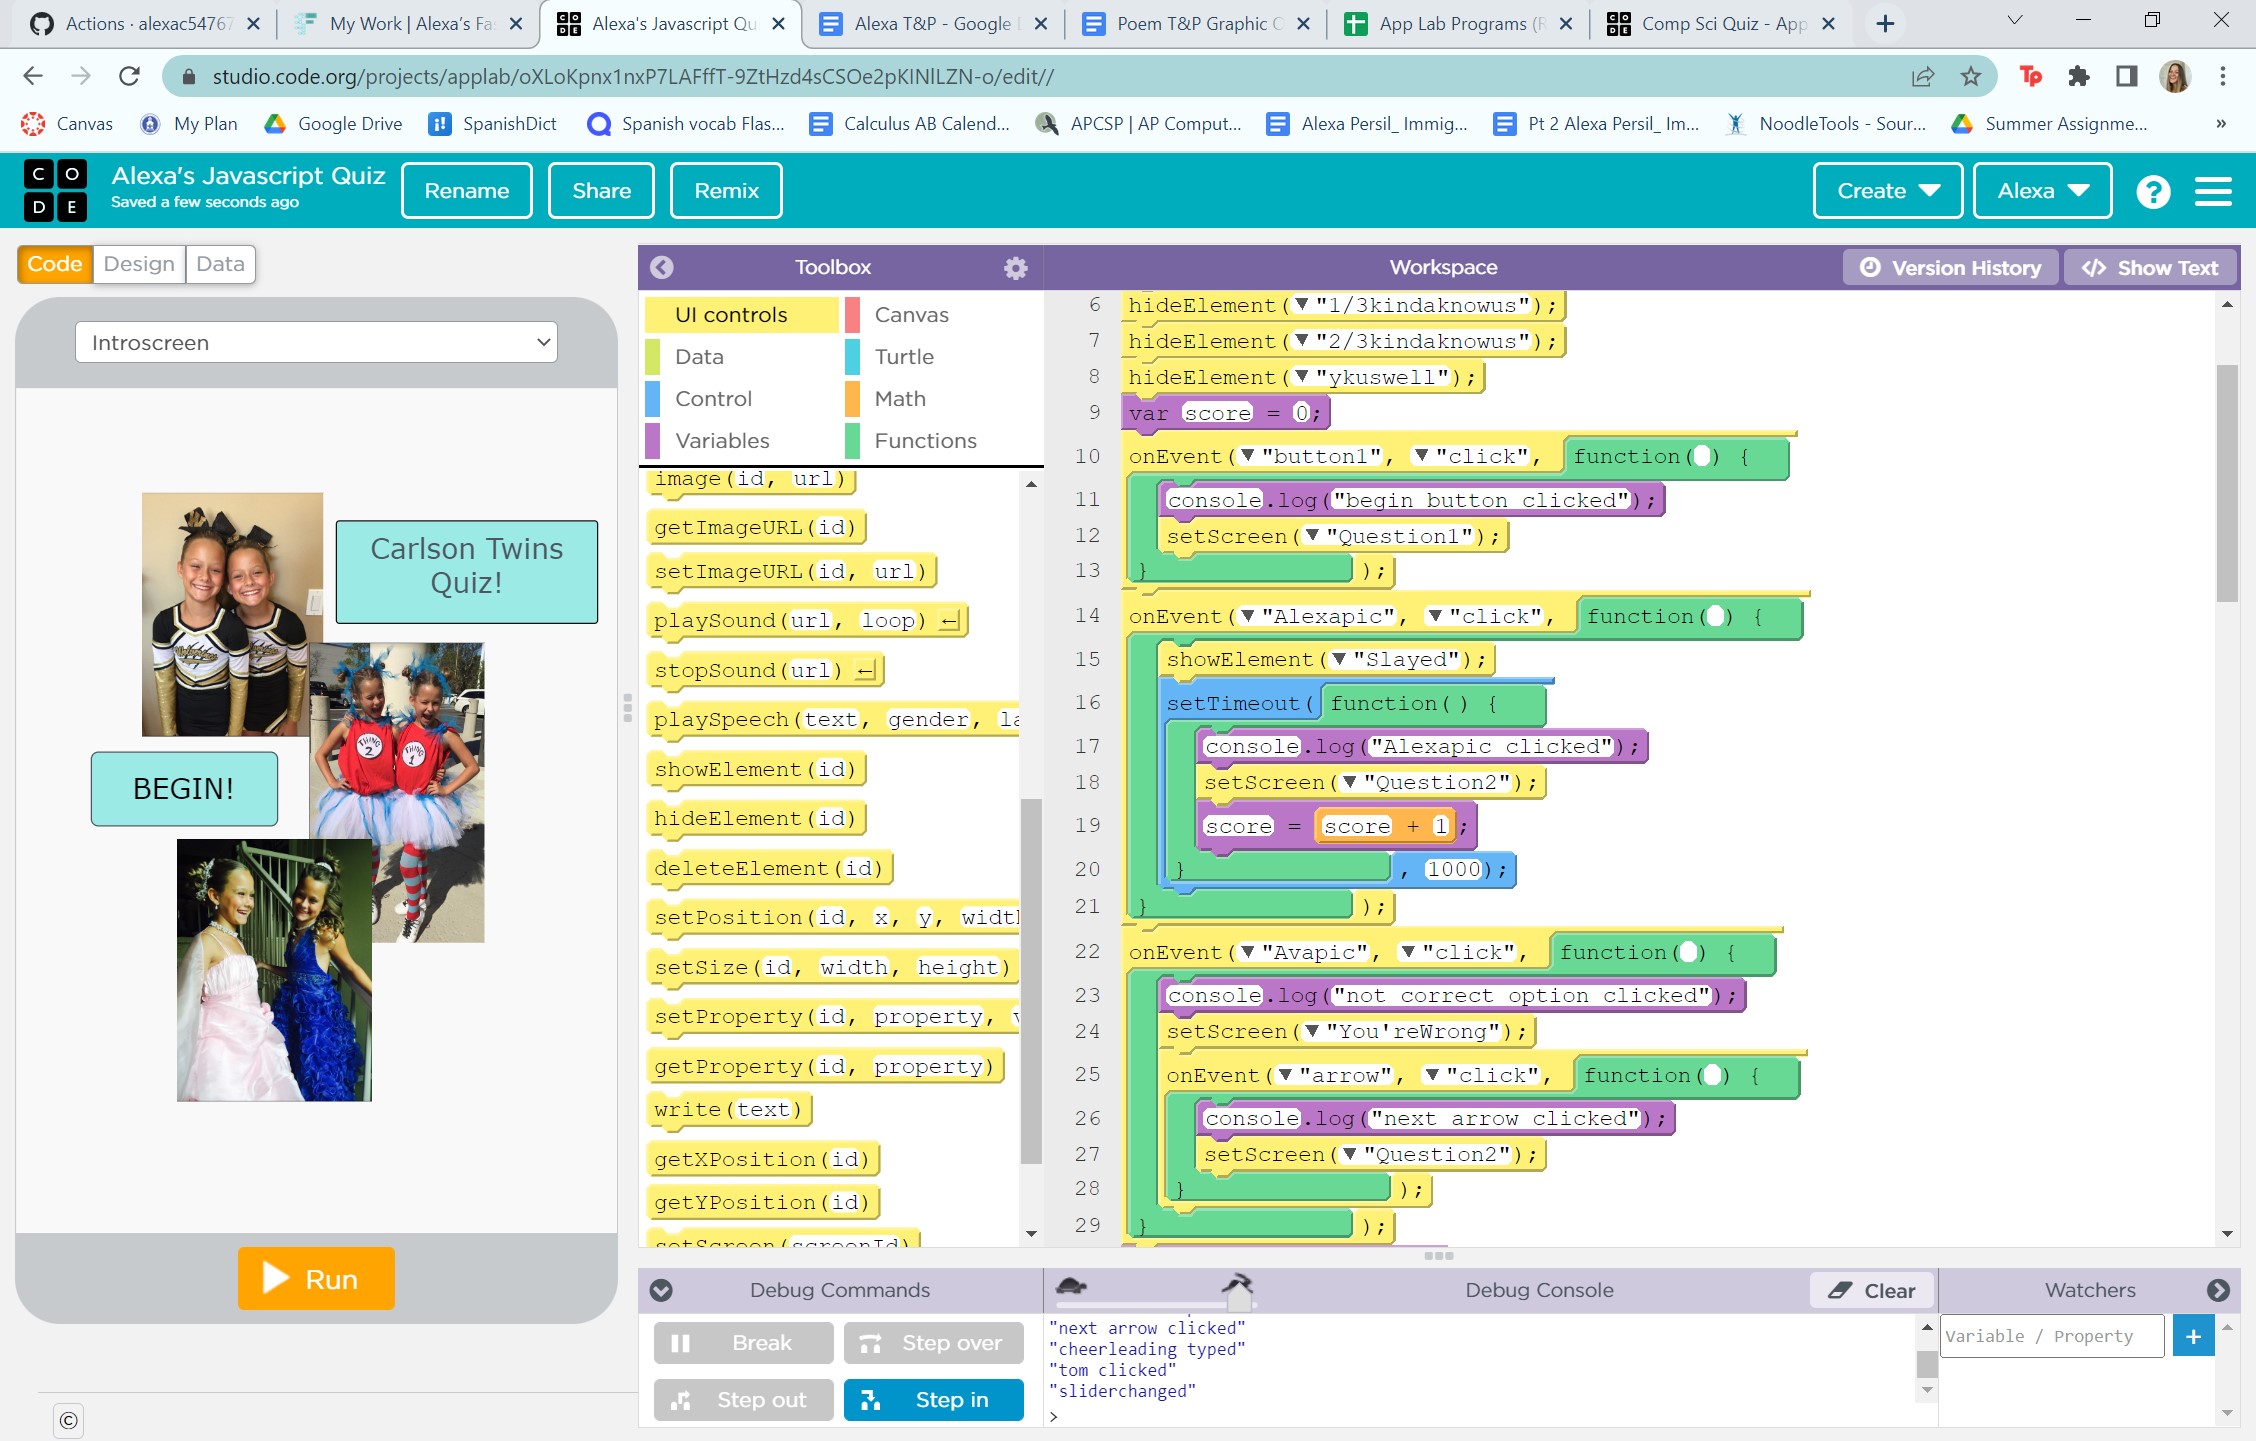 Actions · alexac54767
My Work | Alexa's Fas
Alexa's Javascript Qu
Alexa T&P - Google D
Poem T&P Graphic O
App Lab Programs (R
Comp Sci Quiz - App
studio.code.org/projects/applab/oXLoKpnx1nxP7LAFffT-9ZtHzd4sCSOe2pKINlLZN-o/edit//
Tp
Canvas
My Plan
Google Drive
SpanishDict
Spanish vocab Flas...
Calculus AB Calend...
APCSP | AP Comput...
Alexa Persil_ Immig...
Pt 2 Alexa Persil_ Im...
NoodleTools - Sour...
Summer Assignme...
»
CODE
Alexa's Javascript Quiz
Saved a few seconds ago
Rename
Share
Remix
Create
Alexa
?
Code
Design
Data
Introscreen
Carlson Twins
Quiz!
THING 2
THING 1
BEGIN!
Run
©
Toolbox
UI controls
Canvas
Data
Turtle
Control
Math
Variables
Functions
image(id, url)
getImageURL(id)
setImageURL(id, url)
playSound(url, loop)
stopSound(url)
playSpeech(text, gender, la
showElement(id)
hideElement(id)
deleteElement(id)
setPosition(id, x, y, widt
setSize(id, width, height)
setProperty(id, property, v
getProperty(id, property)
write(text)
getXPosition(id)
getYPosition(id)
setScreen(screenId)
Workspace
Version History
</> Show Text
6 hideElement("1/3kindaknowus");
7 hideElement("2/3kindaknowus");
8 hideElement("ykuswell");
9 var score = 0;
10 onEvent("button1", "click", function( ) {
11 console.log("begin button clicked");
12 setScreen("Question1");
13 } );
14 onEvent("Alexapic", "click", function( ) {
15 showElement("Slayed");
16 setTimeout(function() {
17 console.log("Alexapic clicked");
18 setScreen("Question2");
19 score = score + 1;
20 } , 1000);
21 } );
22 onEvent("Avapic", "click", function( ) {
23 console.log("not correct option clicked");
24 setScreen("You'reWrong");
25 onEvent("arrow", "click", function( ) {
26 console.log("next arrow clicked");
27 setScreen("Question2");
28 } );
29 } );
Debug Commands
Break
Step over
Step out
Step in
Debug Console
Clear
"next arrow clicked"
"cheerleading typed"
"tom clicked"
"sliderchanged"
>
Watchers
Variable / Property
+